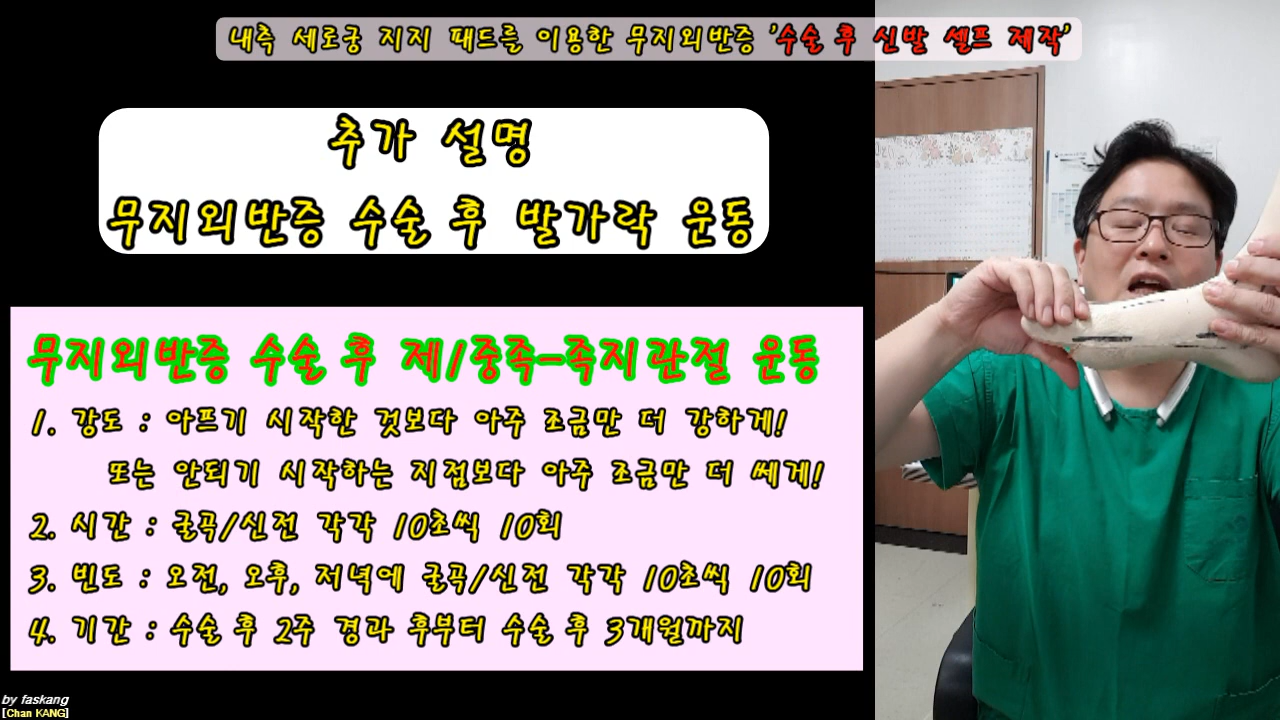 내측 세로궁 지지 패드를 이용한 무지외반증 '수술 후 신발 셀프 제작'
추가 설명
무지외반증 수술 후 발가락 운동
무지외반증 수술 후 제1중족-족지관절 운동
1. 강도 : 아프기 시작한 것보다 아주 조금만 더 강하게!
또는 안되기 시작하는 지점보다 아주 조금만 더 쎄게!
2. 시간 : 굴곡/신전 각각 10초씩 10회
3. 빈도 : 오전, 오후, 저녁에 굴곡/신전 각각 10초씩 10회
4. 기간 : 수술 후 2주 경과 후부터 수술 후 3개월까지
by faskang
[Chan KANG]